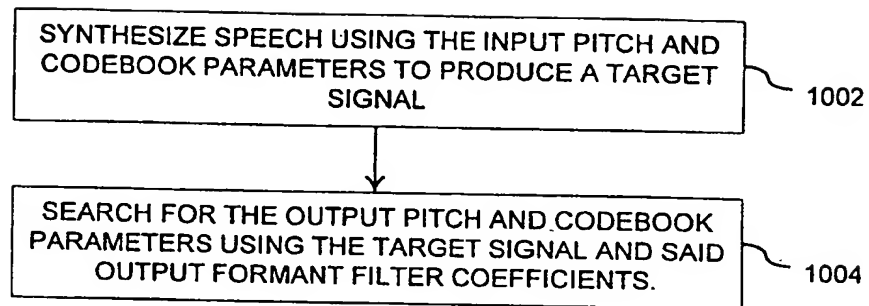 SYNTHESIZE SPEECH USING THE INPUT PITCH AND
CODEBOOK PARAMETERS TO PRODUCE A TARGET
SIGNAL
1002
SEARCH FOR THE OUTPUT PITCH AND CODEBOOK
PARAMETERS USING THE TARGET SIGNAL AND SAID
OUTPUT FORMANT FILTER COEFFICIENTS.
1004